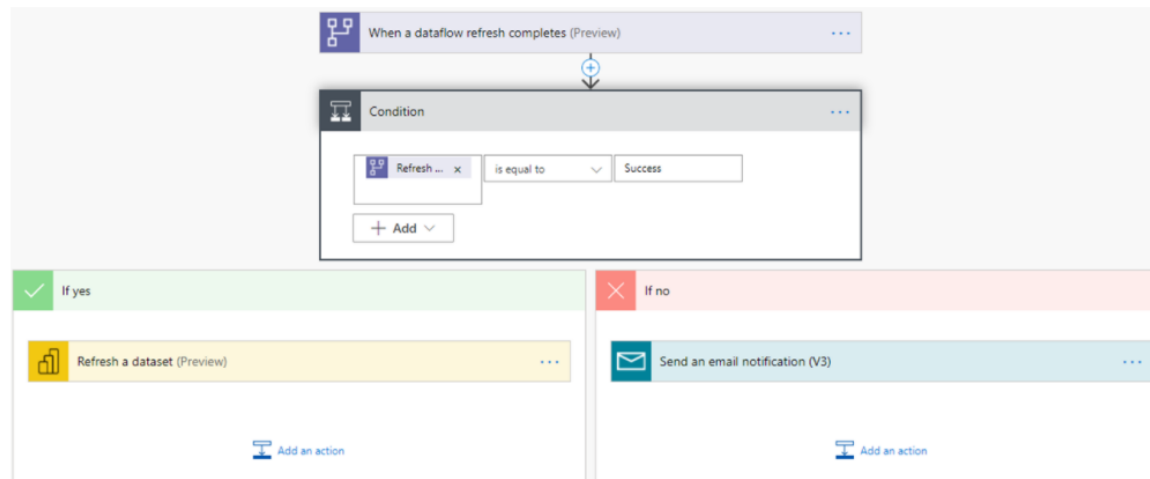 When a dataflow refresh completes (Preview)
Condition
Refresh ... x is equal to Success
Add
If yes
If no
Refresh a dataset (Preview)
Send an email notification (V3)
Add an action
Add an action